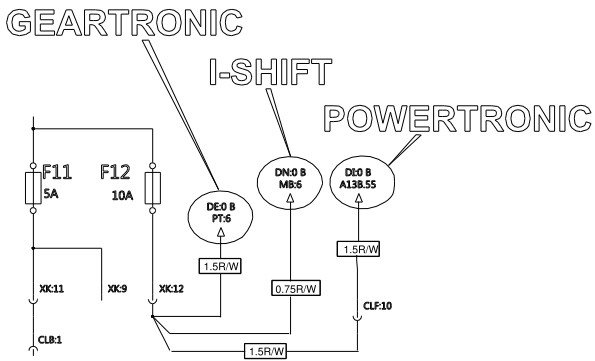 GEARTRONIC
I-SHIFT
POWERTRONIC
F11
5A
F12
10A
DE:0 B
PT:6
DN:0 B
MB:6
DI:0 B
A13B.55
1.5R/W
0.75R/W
1.5R/W
XK:11
XK:9
XK:12
CLF:10
CLB:1
1.5R/W